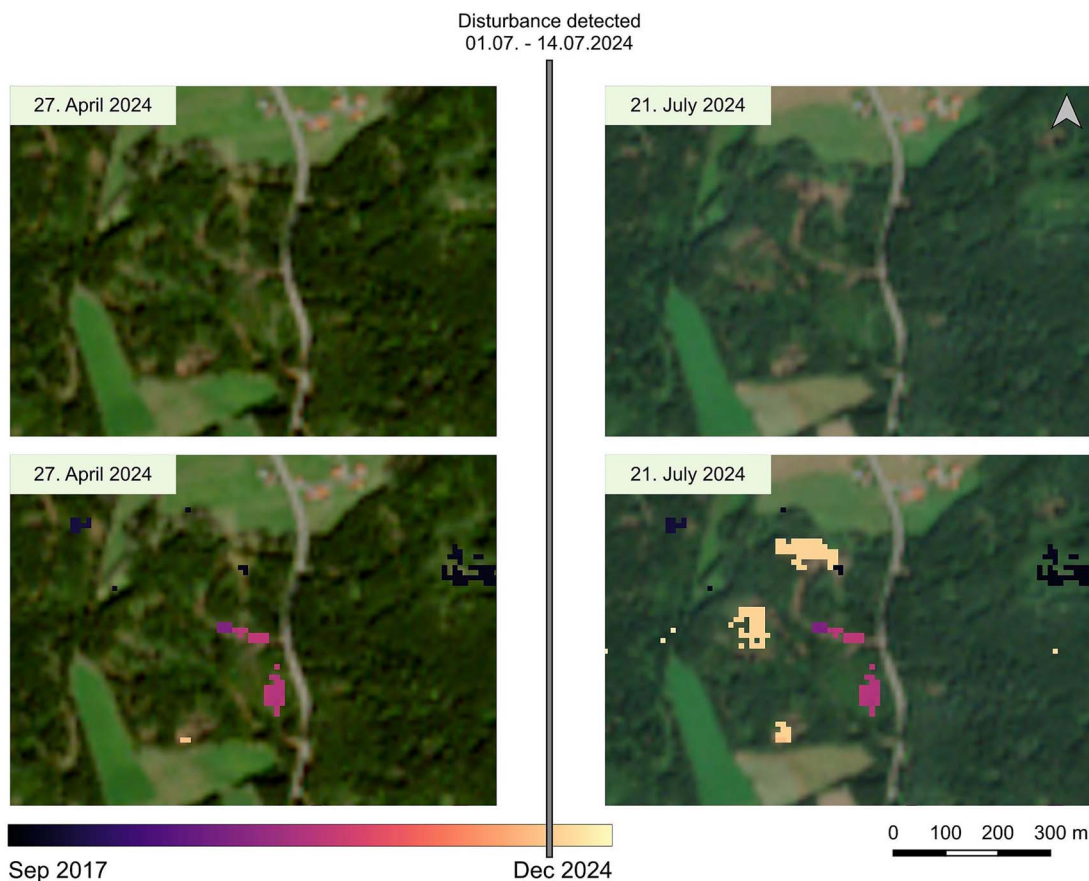 Disturbance detected
01.07. - 14.07.2024
27. April 2024
21. July 2024
27. April 2024
21. July 2024
Sep 2017
Dec 2024
0 100 200 300 m